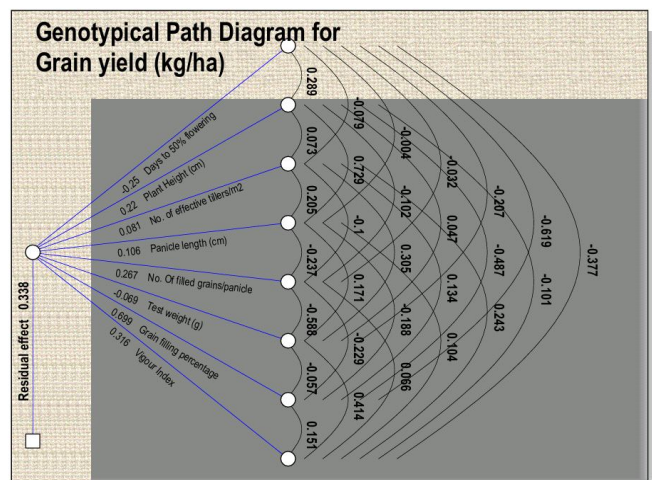 Genotypical Path Diagram for
Grain yield (kg/ha)
-0.25 Days to 50% flowering
0.22 Plant Height (cm)
0.081 No. of effective tillers/m2
0.106 Panicle length (cm)
0.267 No. Of filled grains/panicle
-0.069 Test weight (g)
0.699 Grain filling percentage
0.316 Vigour Index
Residual effect 0.338
0.289
0.073
0.205
-0.237
-0.588
-0.057
0.151
-0.079
0.729
-0.1
0.171
-0.229
0.414
-0.004
-0.102
0.305
-0.188
0.066
-0.032
0.047
0.134
0.104
-0.207
-0.487
0.243
-0.619
-0.101
-0.377